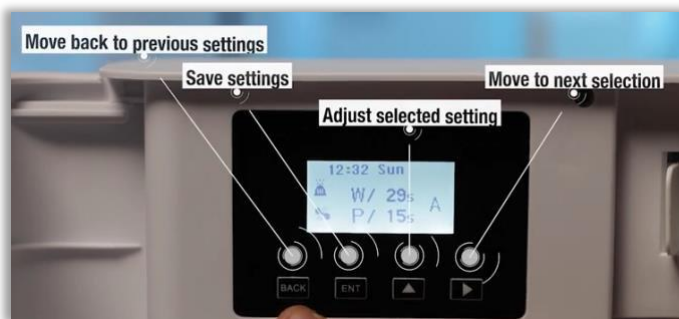 Move back to previous settings
Save settings
Move to next selection
Adjust selected setting
12:32 Sun
W/ 29s
P/ 15s
A
BACK
ENT